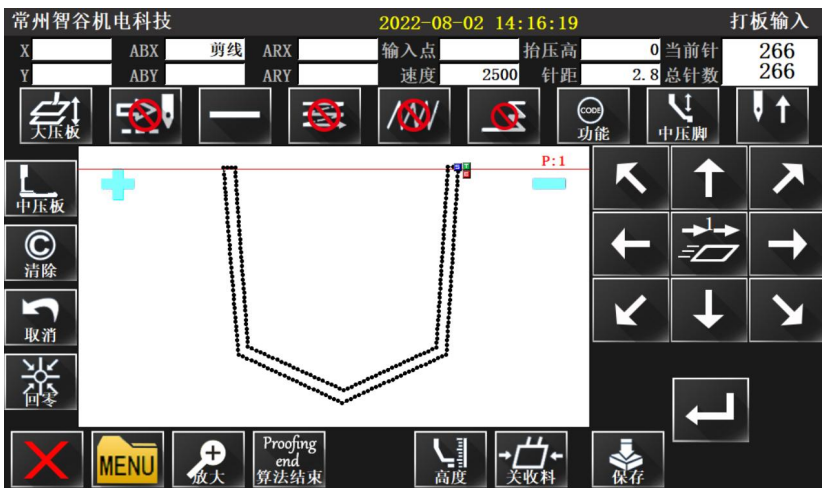 常州智谷机电科技 2022-08-02 14:16:19 打板输入
X ABX 剪线 ARX 输入点 抬压高 0 当前针 266
Y ABY ARY 速度 2500 针距 2.8 总针数 266
大压板 CODE 功能 中压脚
P:1
中压板
1
C
清除
取消
回零
MENU 放大 Proofing end 算法结束 高度 关收料 保存